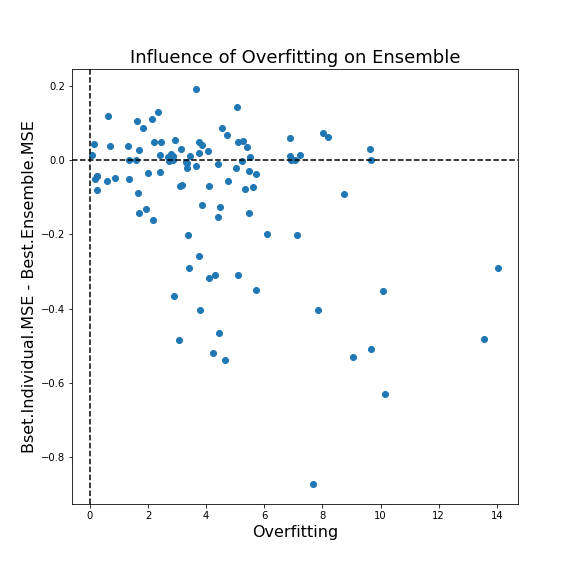 Influence of Overfitting on Ensemble
Bset.Individual.MSE - Best.Ensemble.MSE
0.2
0.0
−0.2
−0.4
−0.6
−0.8
0 2 4 6 8 10 12 14
Overfitting